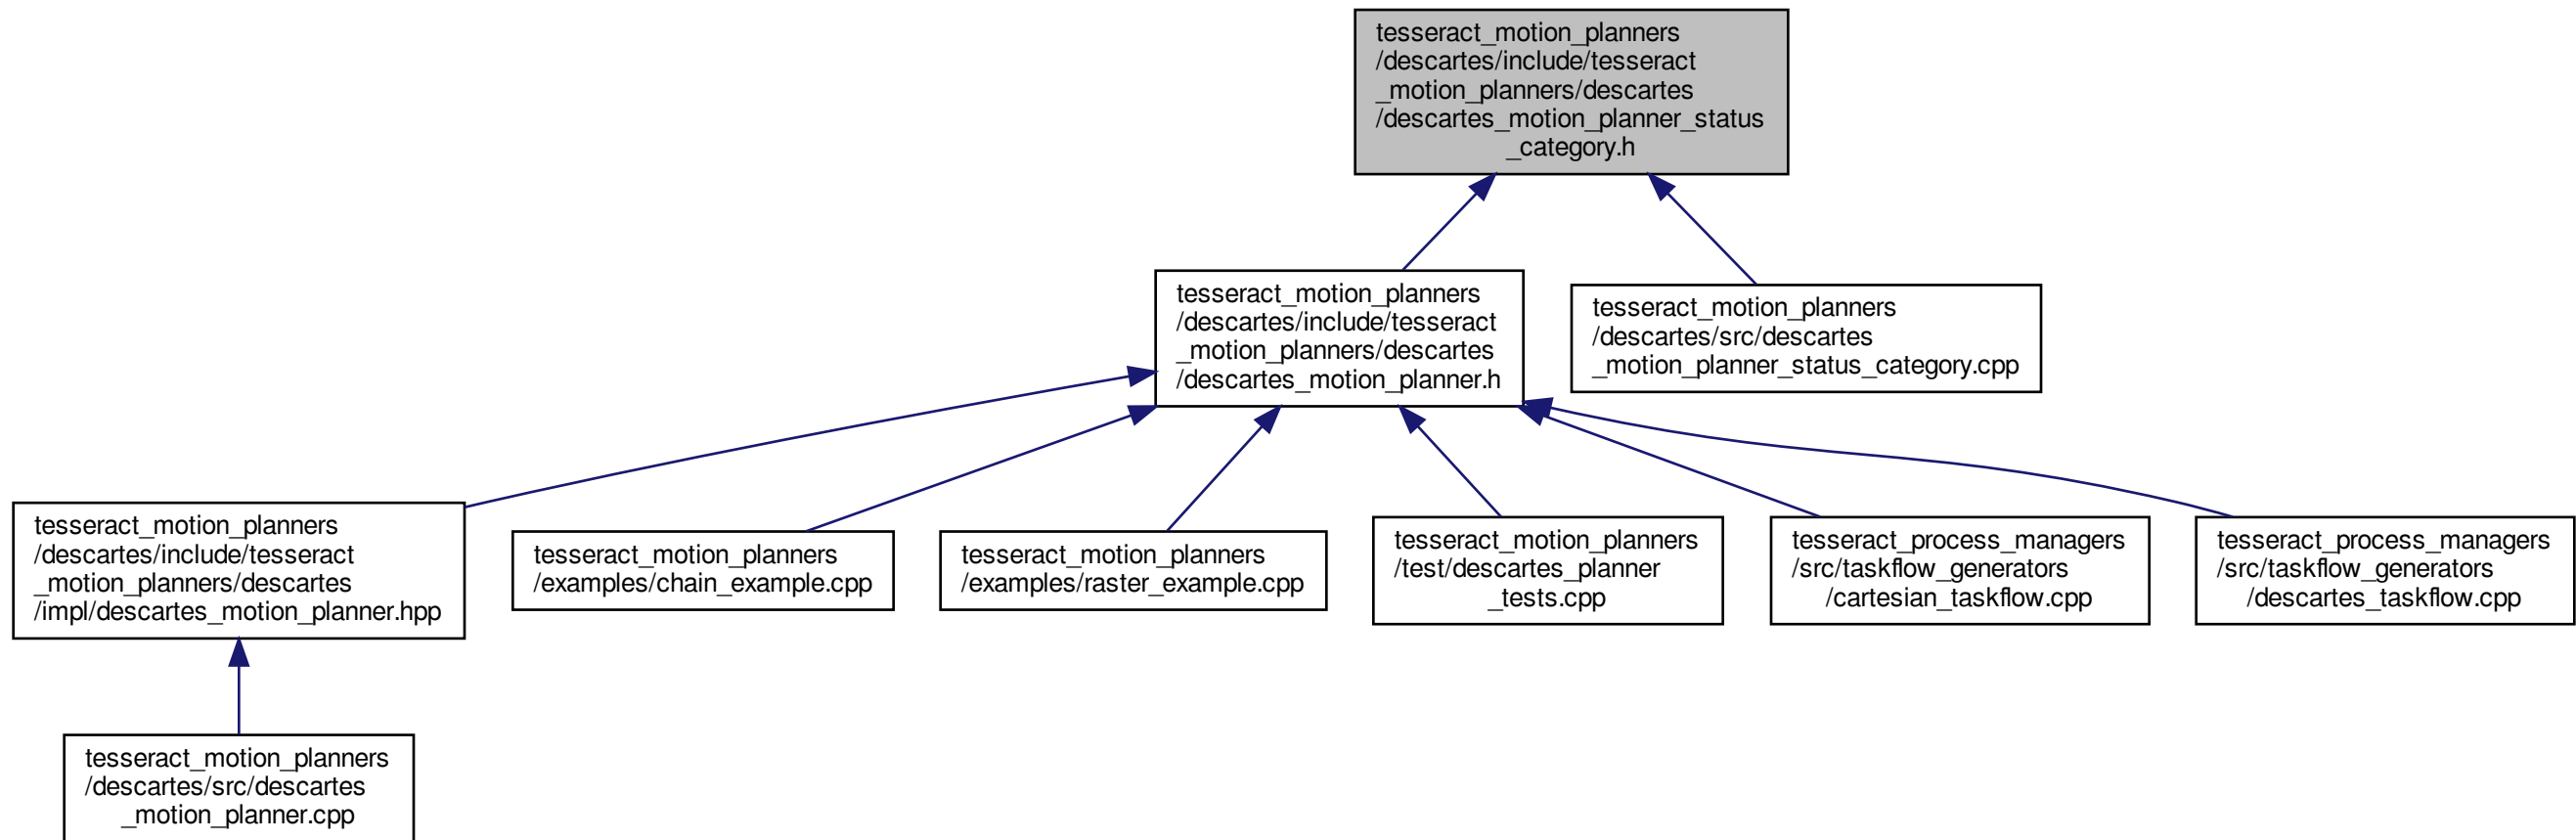 tesseract_motion_planners
/descartes/include/tesseract
_motion_planners/descartes
/descartes_motion_planner_status
_category.h
tesseract_motion_planners
/descartes/include/tesseract
_motion_planners/descartes
/descartes_motion_planner.h
tesseract_motion_planners
/descartes/src/descartes
_motion_planner_status_category.cpp
tesseract_motion_planners
/descartes/include/tesseract
_motion_planners/descartes
/impl/descartes_motion_planner.hpp
tesseract_motion_planners
/examples/chain_example.cpp
tesseract_motion_planners
/examples/raster_example.cpp
tesseract_motion_planners
/test/descartes_planner
_tests.cpp
tesseract_process_managers
/src/taskflow_generators
/cartesian_taskflow.cpp
tesseract_process_managers
/src/taskflow_generators
/descartes_taskflow.cpp
tesseract_motion_planners
/descartes/src/descartes
_motion_planner.cpp